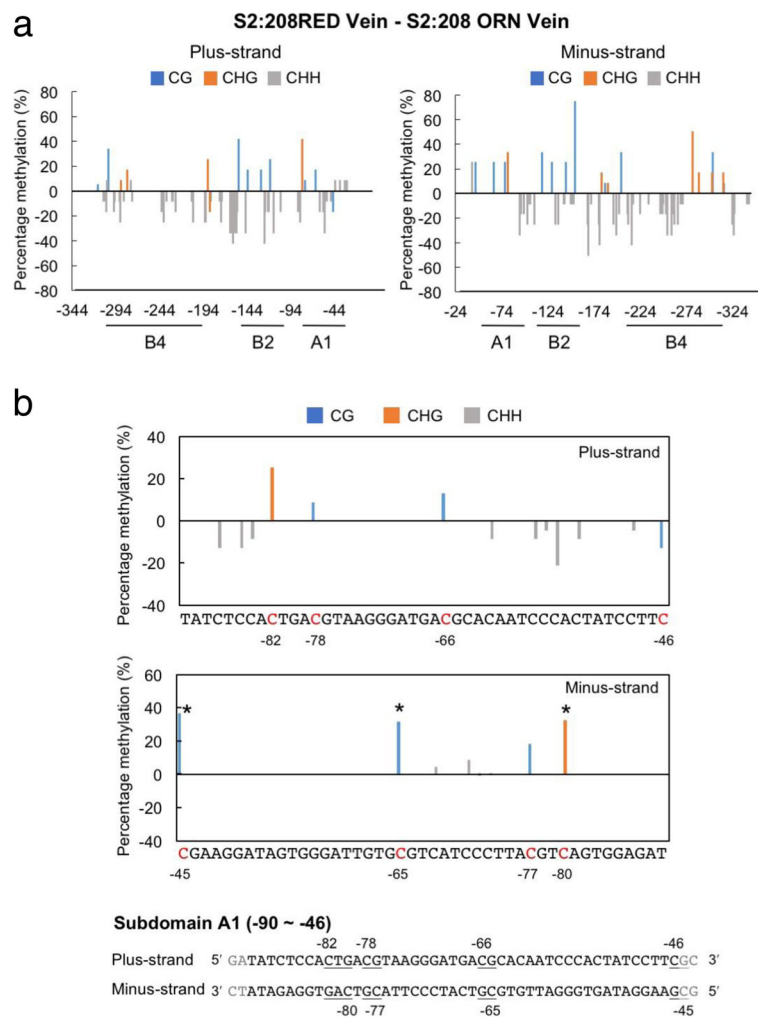 a
S2:208RED Vein - S2:208 ORN Vein
Plus-strand
CG CHG CHH
Percentage methylation (%)
80
60
40
20
0
-20
-40
-60
-80
-344 -294 -244 -194 -144 -94 -44
B4 B2 A1
Minus-strand
CG CHG CHH
Percentage methylation (%)
80
60
40
20
0
-20
-40
-60
-80
-24 -74 -124 -174 -224 -274 -324
A1 B2 B4
b
CG CHG CHH
Percentage methylation (%)
40
20
0
-20
-40
Plus-strand
TATCTCCACTGACGTAAGGGATGACGCACAATCCCACTATCCTTC
-82 -78 -66 -46
Percentage methylation (%)
60
40
20
0
-20
-40
Minus-strand
* * *
CGAAGGATAGTGGGATTGTGCGTCATCCCTTACGTCAGTGGAGAT
-45 -65 -77 -80
Subdomain A1 (-90 ~ -46)
-82 -78 -66 -46
Plus-strand 5' GATATCTCCACTGACGTAAGGGATGACGCACAATCCCACTATCCTTCGC 3'
Minus-strand 3' CTATAGAGGTGACTGCATTCCCTACTGCGTGTTAGGGTGATAGGAAGCG 5'
-80 -77 -65 -45